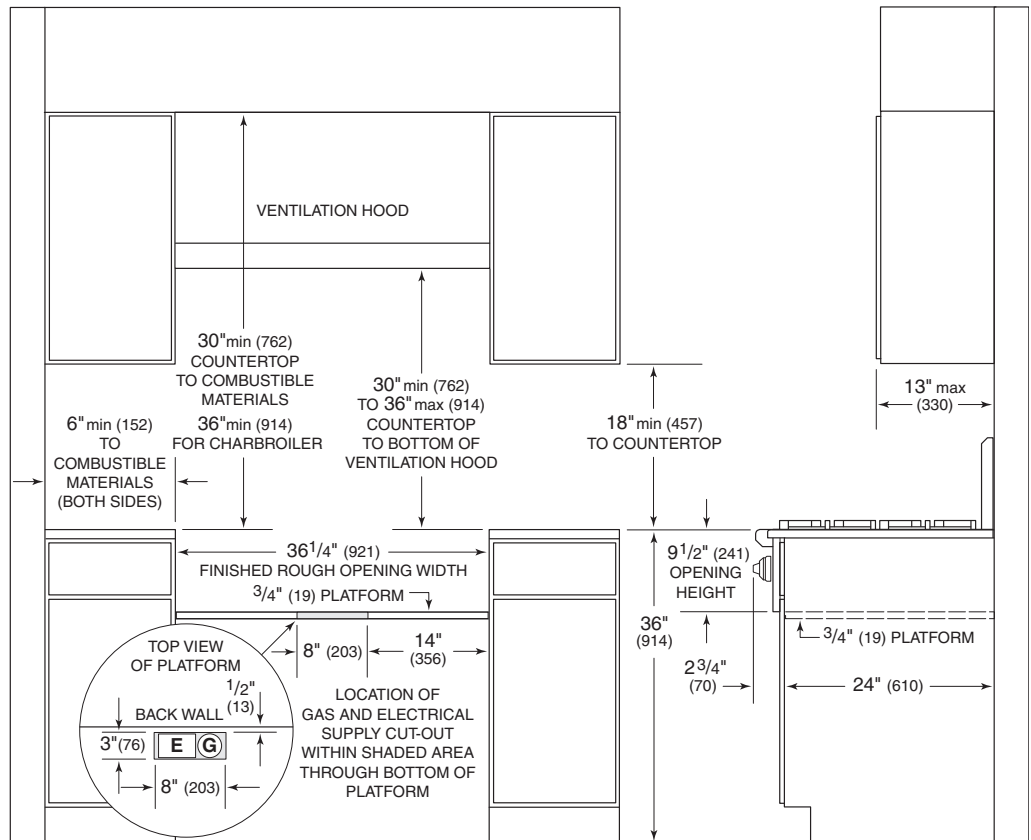 VENTILATION HOOD
30" min (762)
COUNTERTOP
TO COMBUSTIBLE
MATERIALS
36" min (914)
FOR CHARBROILER
30" min (762)
TO 36" max (914)
COUNTERTOP
TO BOTTOM OF
VENTILATION HOOD
6" min (152)
TO
COMBUSTIBLE
MATERIALS
(BOTH SIDES)
18" min (457)
TO COUNTERTOP
13" max
(330)
36 1/4" (921)
FINISHED ROUGH OPENING WIDTH
3/4" (19) PLATFORM
9 1/2" (241)
OPENING
HEIGHT
36"
(914)
3/4" (19) PLATFORM
2 3/4"
(70)
24" (610)
8" (203)
14"
(356)
TOP VIEW
OF PLATFORM
1/2"
(13)
BACK WALL
3" (76)
E G
8" (203)
LOCATION OF
GAS AND ELECTRICAL
SUPPLY CUT-OUT
WITHIN SHADED AREA
THROUGH BOTTOM OF
PLATFORM